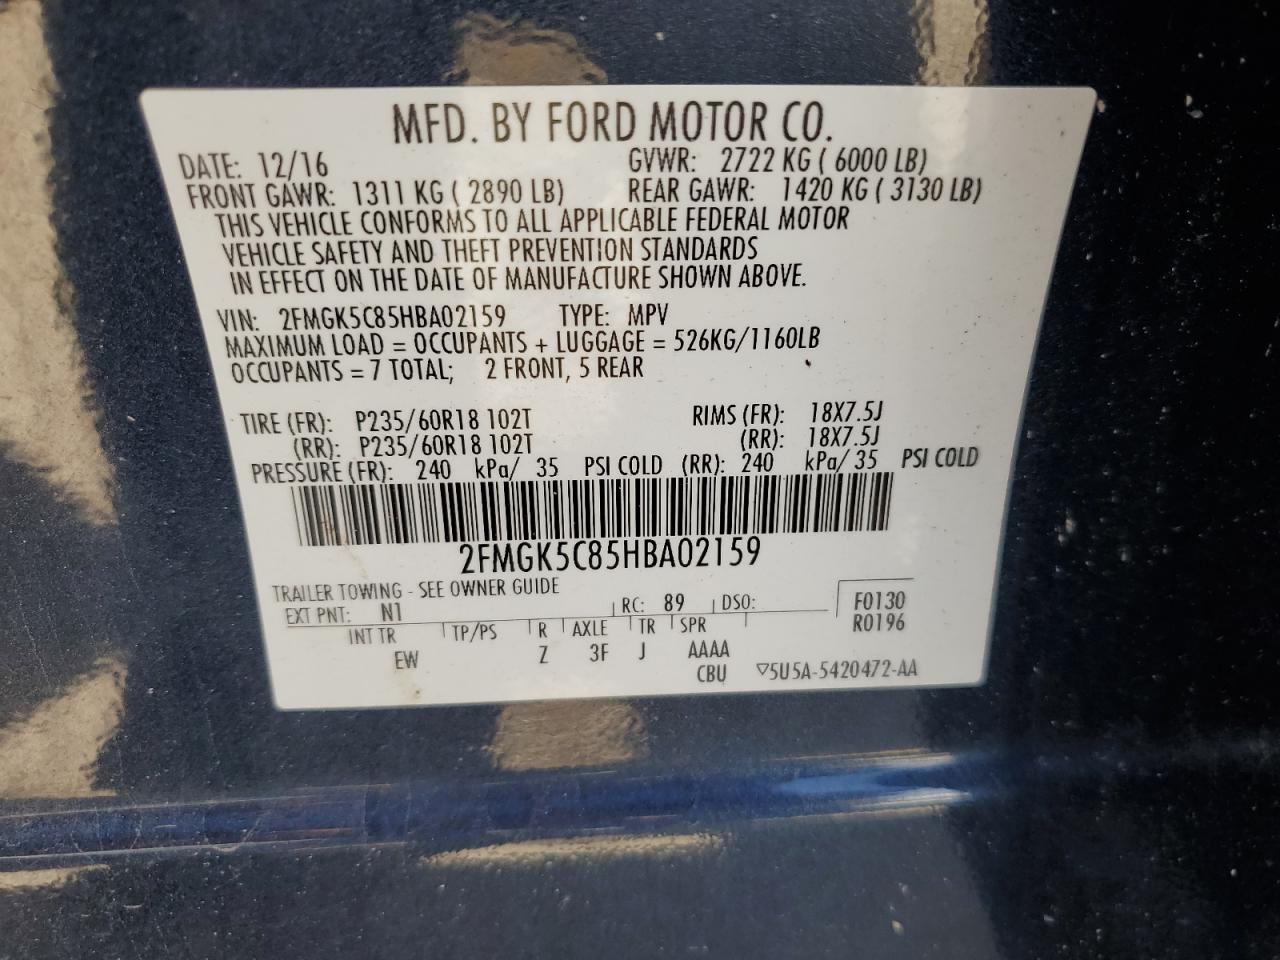 MFD. BY FORD MOTOR CO.
DATE: 12/16 GVWR: 2722 KG ( 6000 LB)
FRONT GAWR: 1311 KG ( 2890 LB) REAR GAWR: 1420 KG ( 3130 LB)
THIS VEHICLE CONFORMS TO ALL APPLICABLE FEDERAL MOTOR
VEHICLE SAFETY AND THEFT PREVENTION STANDARDS
IN EFFECT ON THE DATE OF MANUFACTURE SHOWN ABOVE.
VIN: 2FMGK5C85HBA02159 TYPE: MPV
MAXIMUM LOAD = OCCUPANTS + LUGGAGE = 526KG/1160LB
OCCUPANTS = 7 TOTAL; 2 FRONT, 5 REAR
TIRE (FR): P235/60R18 102T RIMS (FR): 18X7.5J
(RR): P235/60R18 102T (RR): 18X7.5J
PRESSURE (FR): 240 kPa/ 35 PSI COLD (RR): 240 kPa/ 35 PSI COLD
2FMGK5C85HBA02159
TRAILER TOWING - SEE OWNER GUIDE
EXT PNT: N1 RC: 89 DSO: F0130
INT TR TP/PS R AXLE TR SPR R0196
EW Z 3F J AAAA
CBU ▽5U5A-5420472-AA